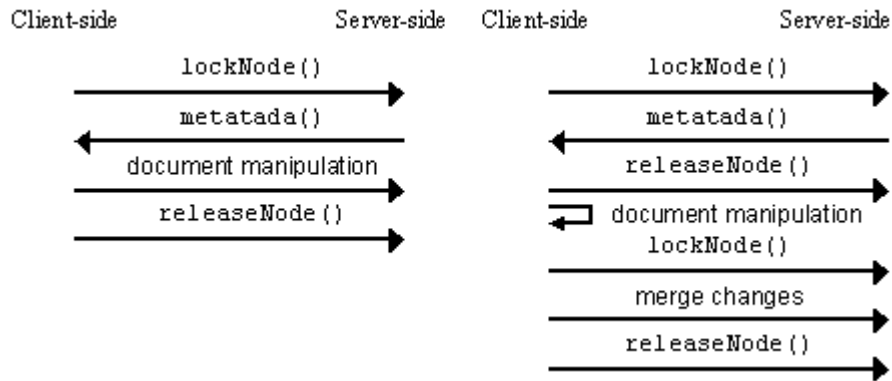 Client-side Server-side
lockNode()
metatada()
document manipulation
releaseNode()
Client-side Server-side
lockNode()
metatada()
releaseNode()
document manipulation
lockNode()
merge changes
releaseNode()